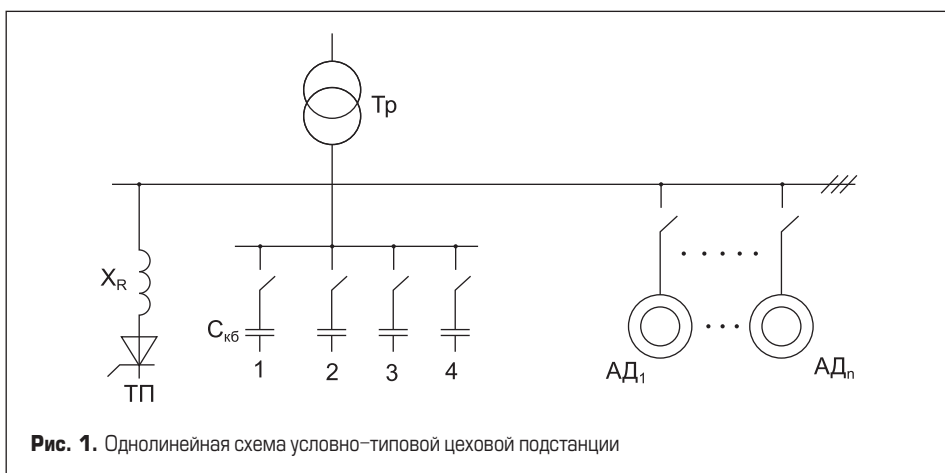 Тр
X_R
C_кб
1 2 3 4
ТП
АД_1
АД_n
Рис. 1. Однолинейная схема условно–типовой цеховой подстанции